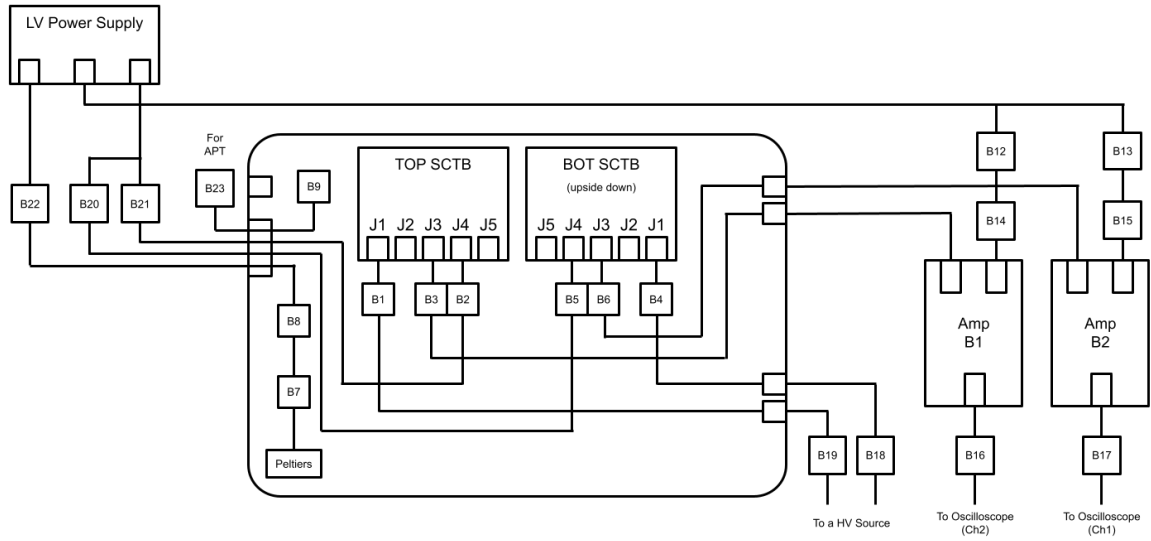 LV Power Supply
For
APT
B23
B9
B22
B20
B21
TOP SCTB
J1 J2 J3 J4 J5
BOT SCTB
(upside down)
J5 J4 J3 J2 J1
B1
B3
B2
B5
B6
B4
B8
B7
Peltiers
B12
B13
B14
B15
Amp
B1
Amp
B2
B19
B18
B16
B17
To a HV Source
To Oscilloscope
(Ch2)
To Oscilloscope
(Ch1)